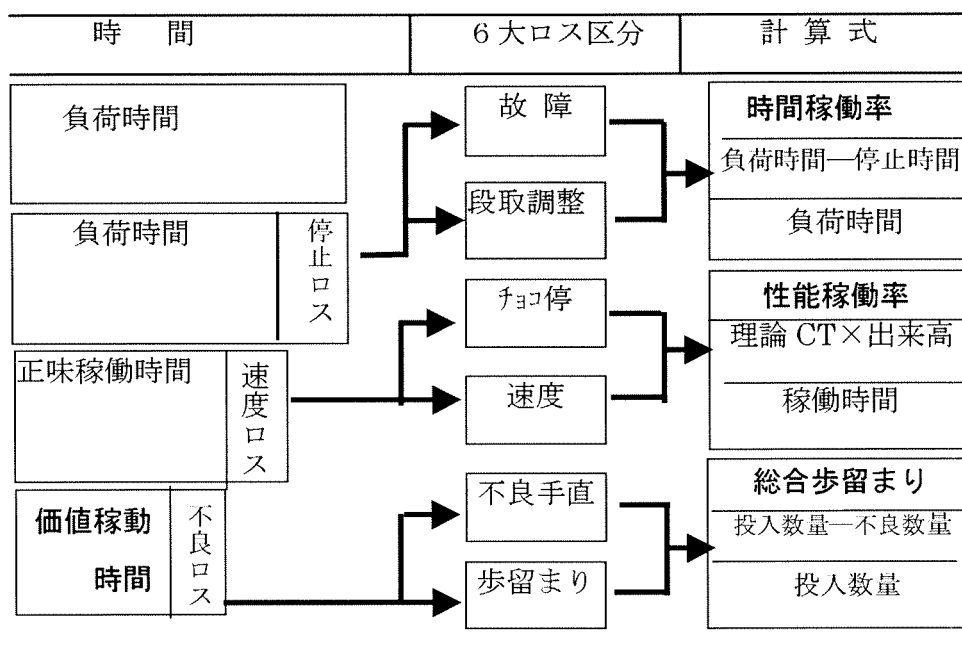 時 間
6大ロス区分
計 算 式
負荷時間
負荷時間
停止ロス
正味稼働時間
速度ロス
価値稼動
時間
不良ロス
故 障
段取調整
ﾁｮｺ停
速度
不良手直
歩留まり
時間稼働率
負荷時間―停止時間
負荷時間
性能稼働率
理論 CT×出来高
稼働時間
総合歩留まり
投入数量―不良数量
投入数量